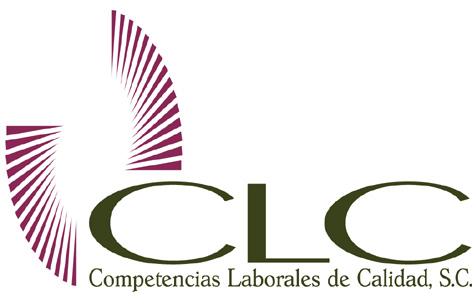 CLC
Competencias Laborales de Calidad, S.C.